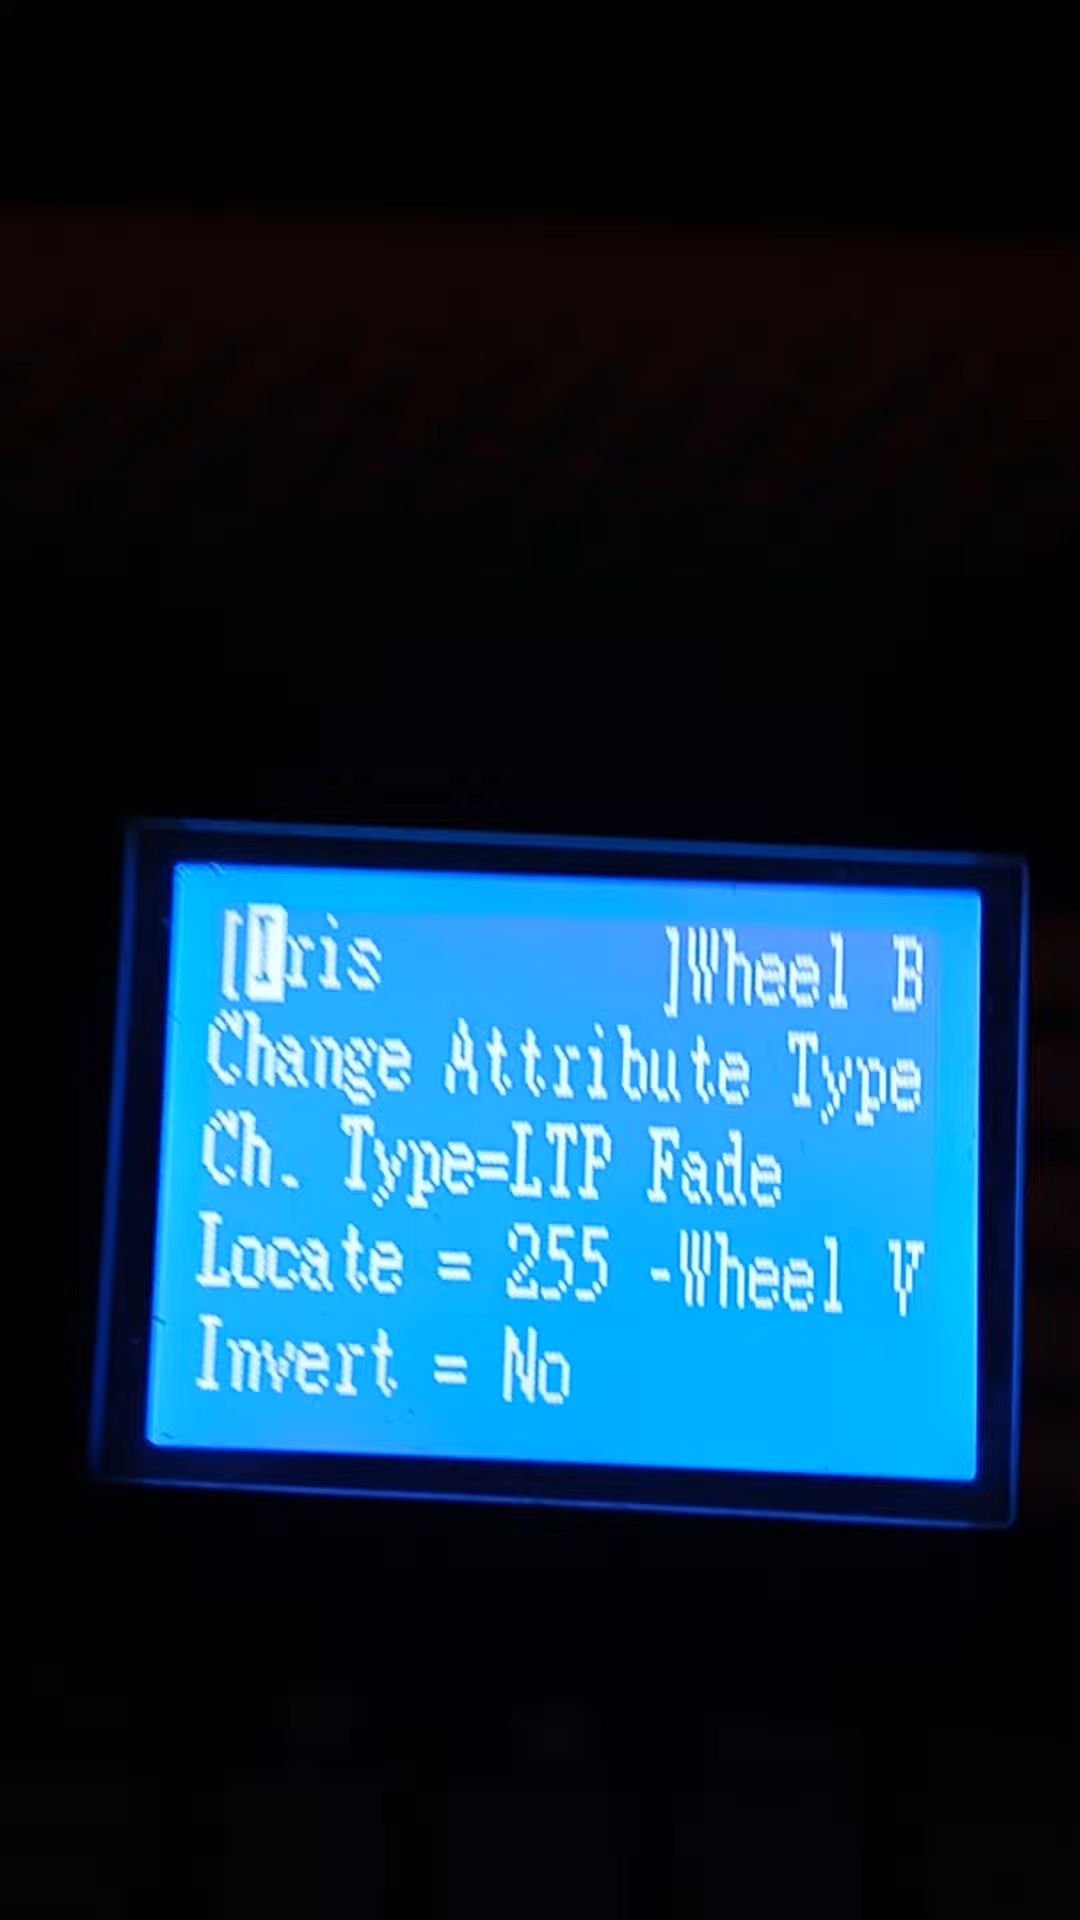 [Iris ]Wheel B
Change Attribute Type
Ch. Type=LTP Fade
Locate = 255 -Wheel V
Invert = No